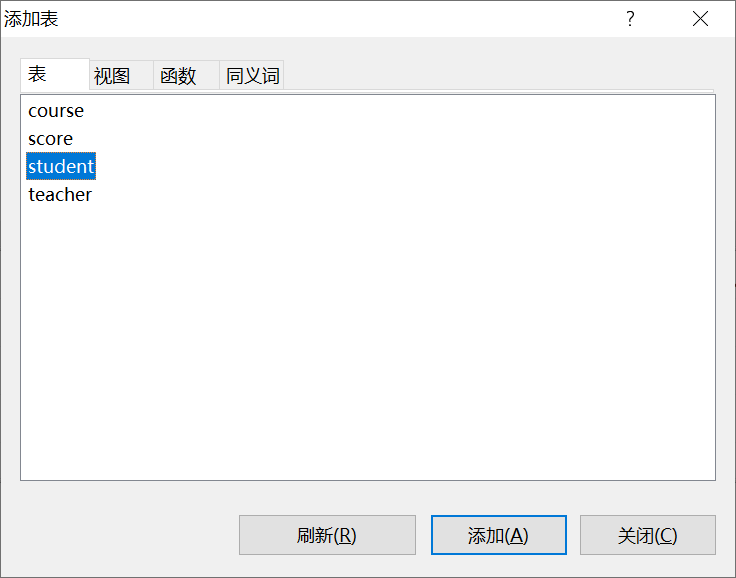 添加表
表 视图 函数 同义词
course
score
student
teacher
刷新(R) 添加(A) 关闭(C)